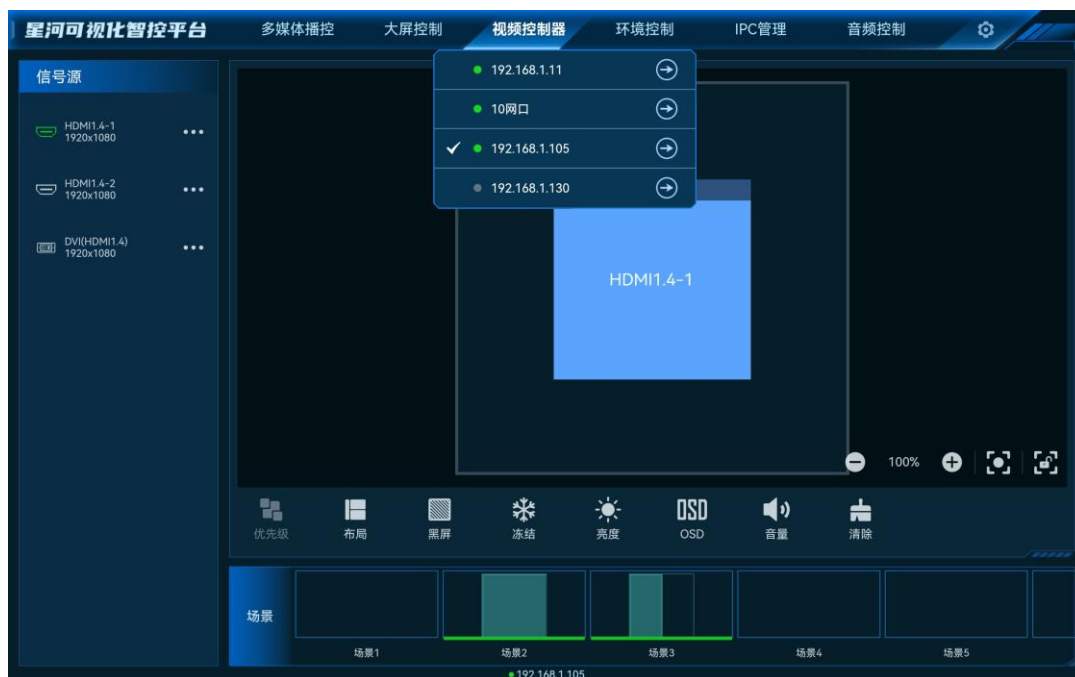 星河可视化智控平台
多媒体播控 大屏控制 视频控制器 环境控制 IPC管理 音频控制
信号源
HDMI1.4-1
1920x1080
HDMI1.4-2
1920x1080
DVI(HDMI1.4)
1920x1080
192.168.1.11
10网口
192.168.1.105
192.168.1.130
HDMI1.4-1
100%
优先级 布局 黑屏 冻结 亮度 OSD OSD 音量 清除
场景
场景1 场景2 场景3 场景4 场景5
192.168.1.105